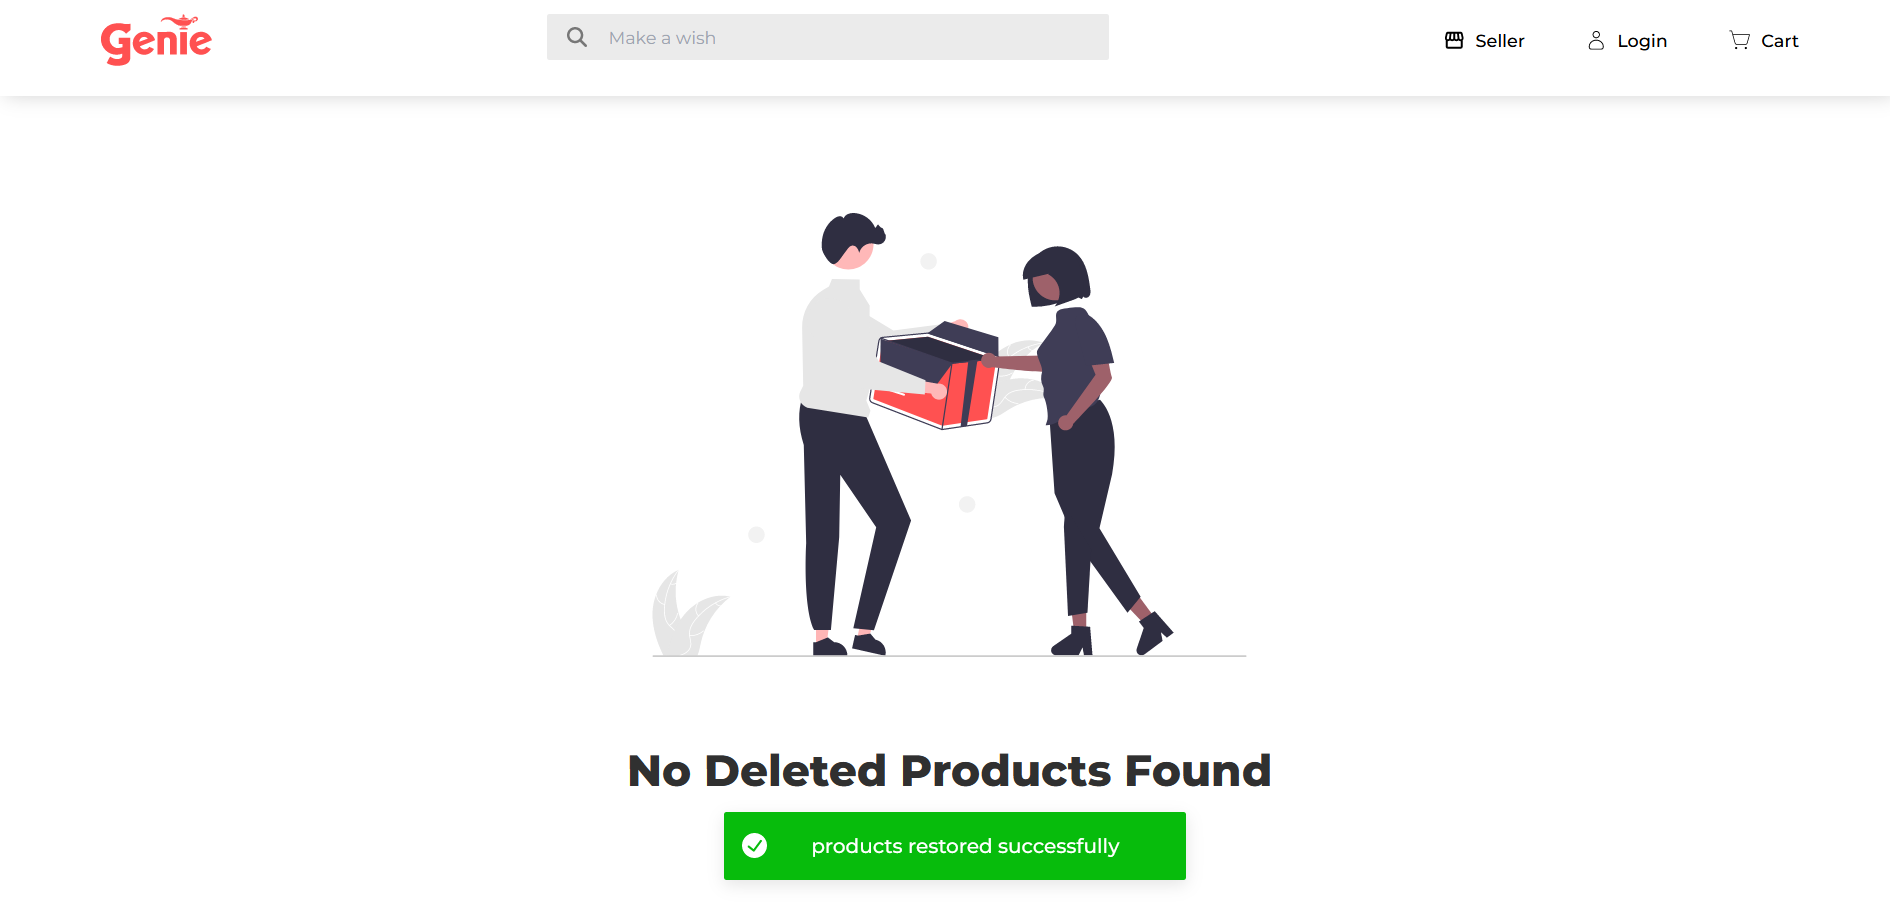 Genie
Make a wish
Seller
Login
Cart
No Deleted Products Found
products restored successfully